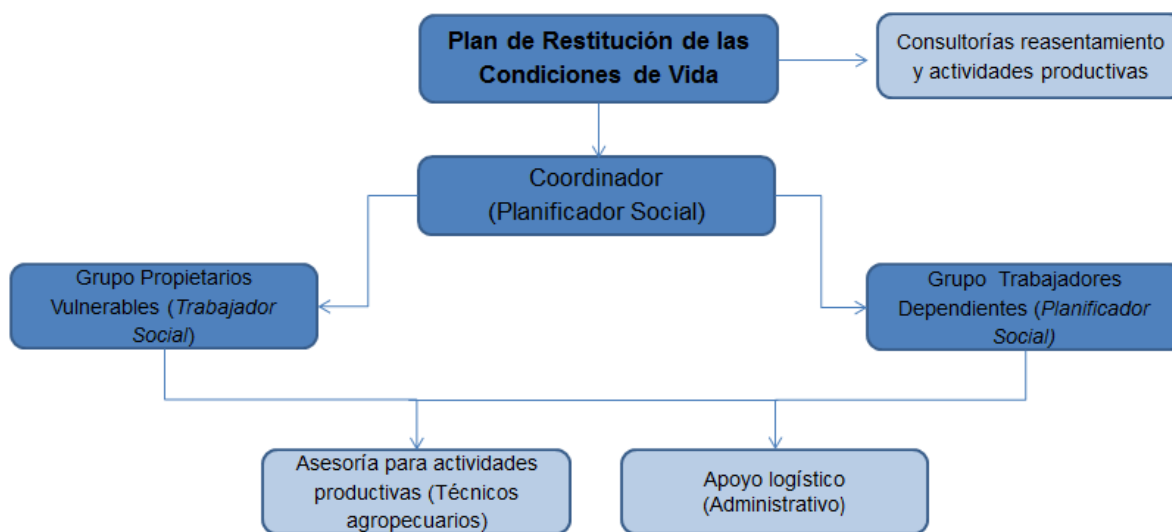 Plan de Restitución de las
Condiciones de Vida
Consultorías reasentamiento
y actividades productivas
Coordinador
(Planificador Social)
Grupo Propietarios
Vulnerables (Trabajador
Social)
Grupo Trabajadores
Dependientes (Planificador
Social)
Asesoría para actividades
productivas (Técnicos
agropecuarios)
Apoyo logístico
(Administrativo)